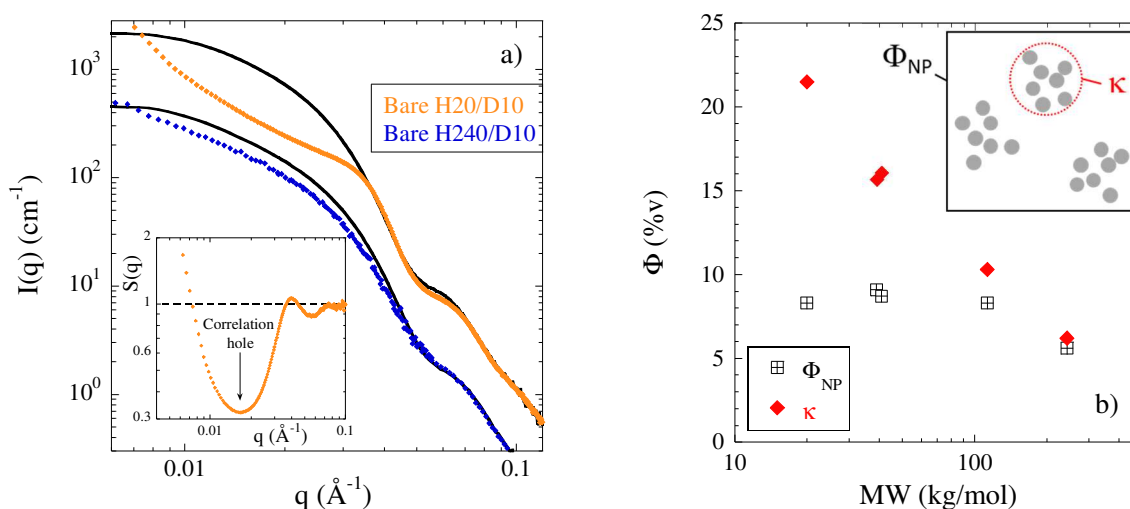 a)
Bare H20/D10
Bare H240/D10
I(q) (cm⁻¹)
10³
10²
10¹
10⁰
0.01
0.1
q (Å⁻¹)
S(q)
2
1
0.6
0.3
Correlation
hole
0.01
0.1
q (Å⁻¹)
b)
Φ (%v)
25
20
15
10
5
0
10
100
MW (kg/mol)
Φ_NP
κ
Φ_NP
κ